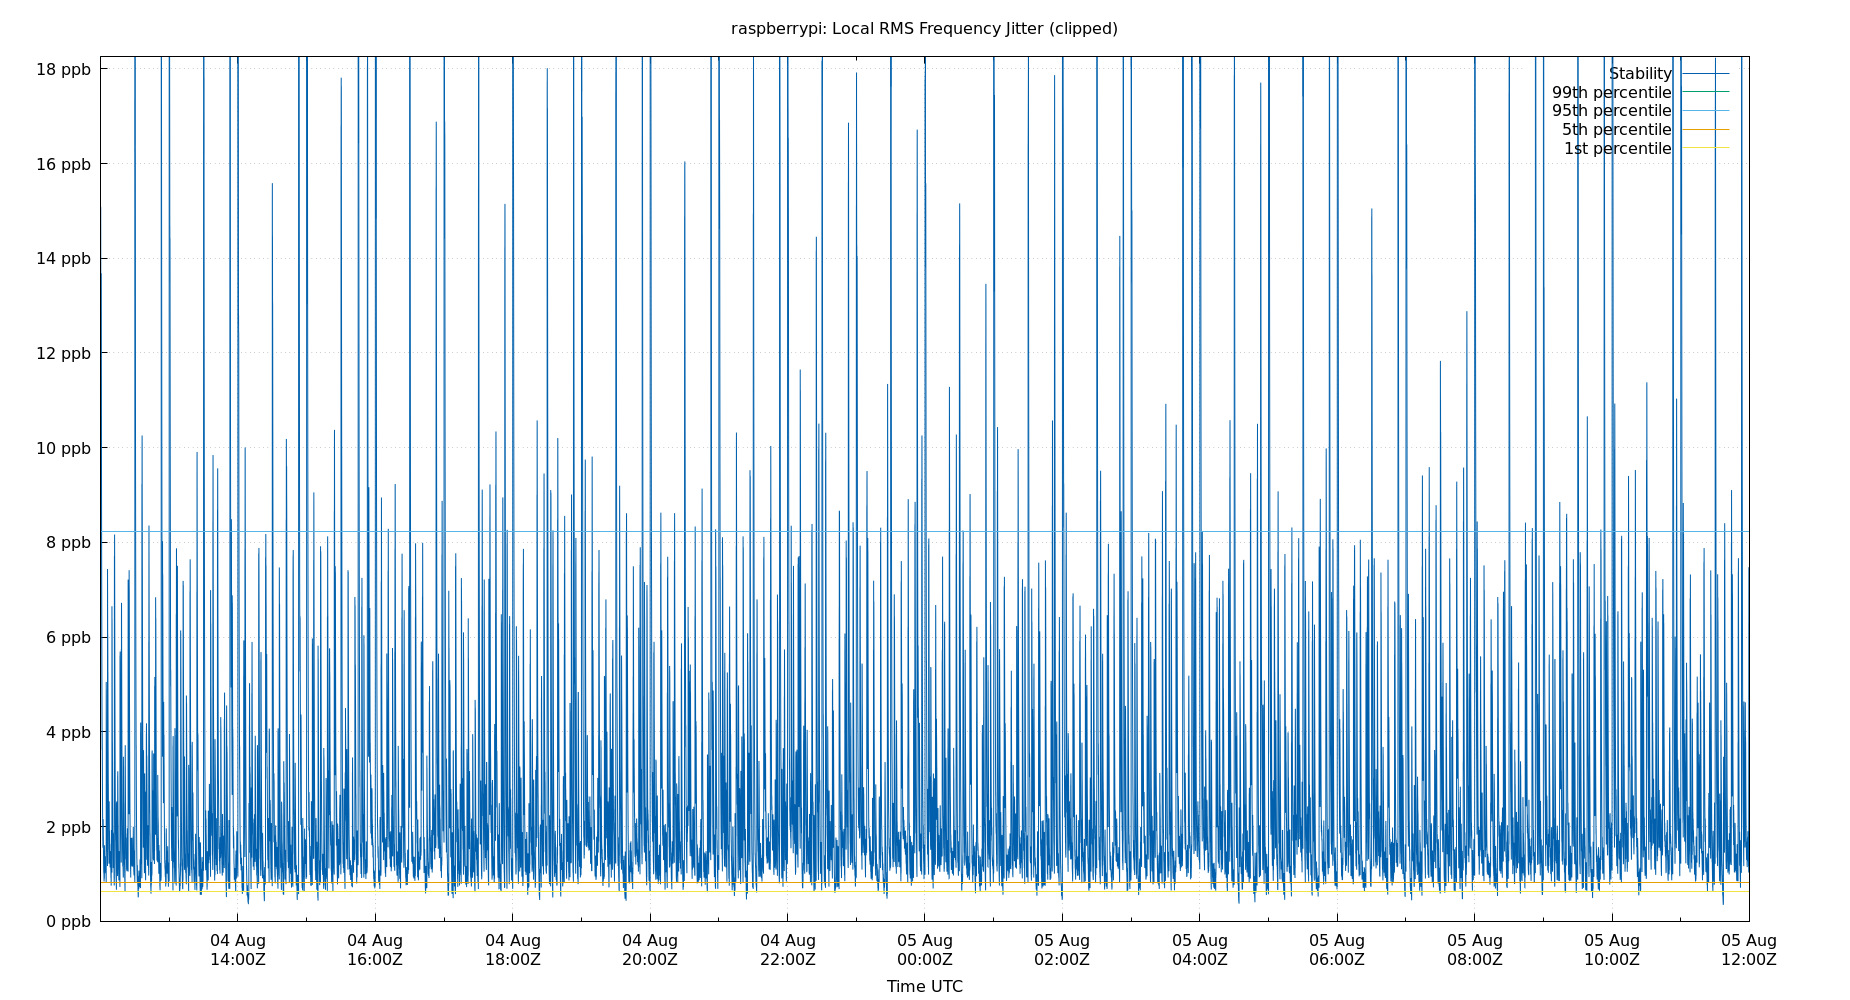 raspberrypi: Local RMS Frequency Jitter (clipped)
18 ppb
16 ppb
14 ppb
12 ppb
10 ppb
8 ppb
6 ppb
4 ppb
2 ppb
0 ppb
Stability
99th percentile
95th percentile
5th percentile
1st percentile
04 Aug 04 Aug 04 Aug 04 Aug 04 Aug 05 Aug 05 Aug 05 Aug 05 Aug 05 Aug 05 Aug 05 Aug
14:00Z 16:00Z 18:00Z 20:00Z 22:00Z 00:00Z 02:00Z 04:00Z 06:00Z 08:00Z 10:00Z 12:00Z
Time UTC